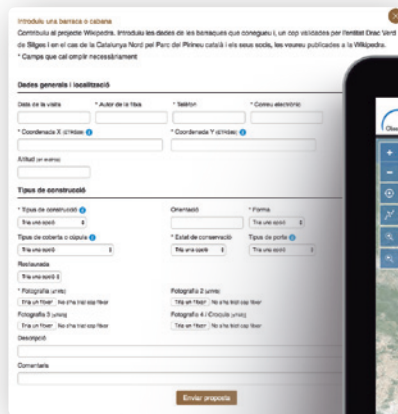 Introduïu una barraca o cabana
Contribuïu al projecte Wikipedra. Introduïu les dades de les barraques que conegueu i, un cop validades per l'entitat Drac Verd
de Sitges i en el cas de la Catalunya Nord pel Parc del Pirineu català i els seus socis, les veureu publicades a la Wikipedra.
* Camps que cal omplir necessàriament
Dades generals i localització
Data de la visita * Autor de la fitxa * Telèfon * Correu electrònic
* Coordenada X * Coordenada Y
Altitud (en metres)
Tipus de construcció
* Tipus de construcció Orientació * Forma
Tria una opció Tria una opció
Tipus de coberta o cúpula * Estat de conservació Tipus de porta
Tria una opció Tria una opció Tria una opció
Restaurada
Tria una opció
* Fotografia Fotografia 2
Tria un fitxer No s'ha triat cap fitxer Tria un fitxer No s'ha triat cap fitxer
Fotografia 3 Fotografia 4 / Croquis
Tria un fitxer No s'ha triat cap fitxer Tria un fitxer No s'ha triat cap fitxer
Descripció
Comentaris
Enviar proposta